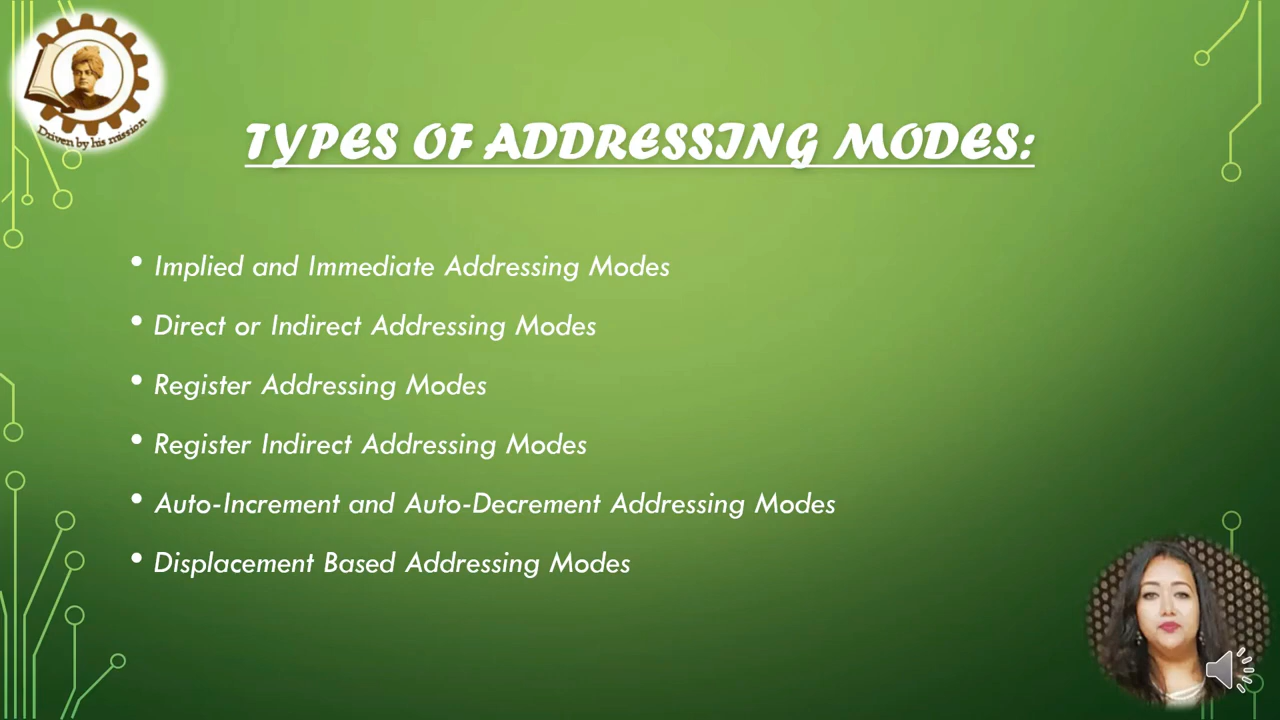 Driven by his mission
TYPES OF ADDRESSING MODES:
• Implied and Immediate Addressing Modes
• Direct or Indirect Addressing Modes
• Register Addressing Modes
• Register Indirect Addressing Modes
• Auto-Increment and Auto-Decrement Addressing Modes
• Displacement Based Addressing Modes